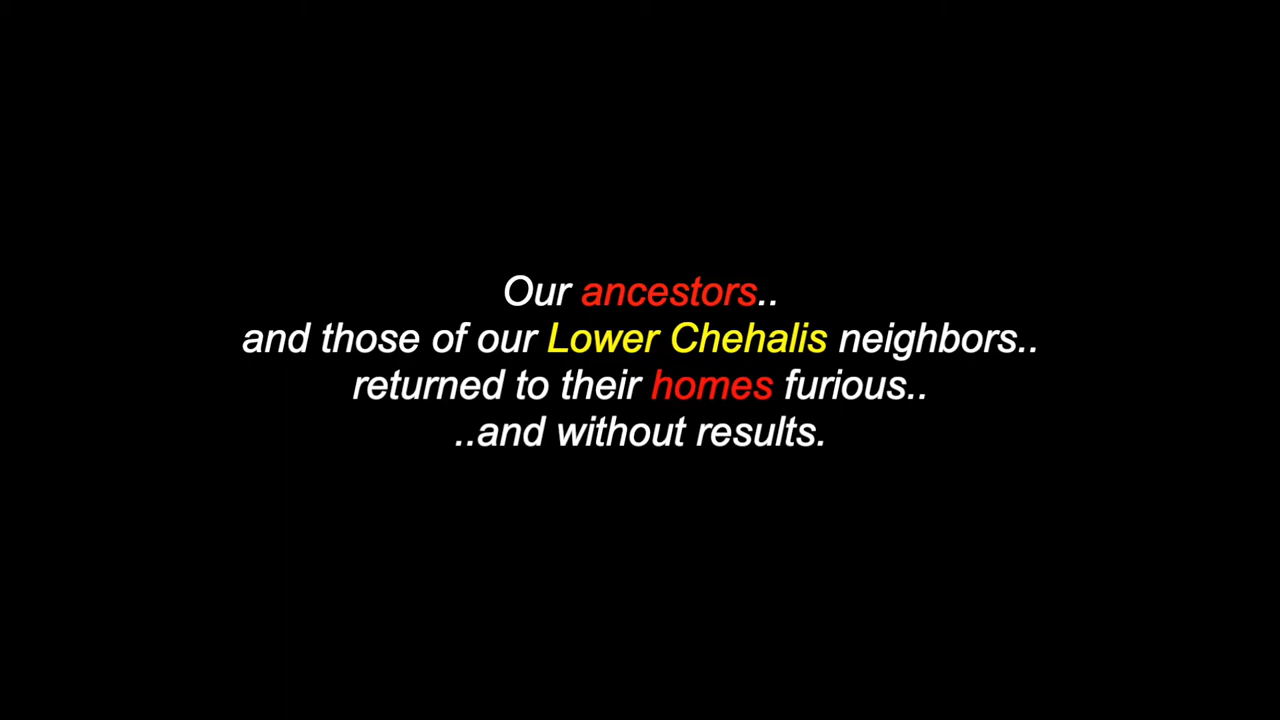 Our ancestors..
and those of our Lower Chehalis neighbors..
returned to their homes furious..
..and without results.